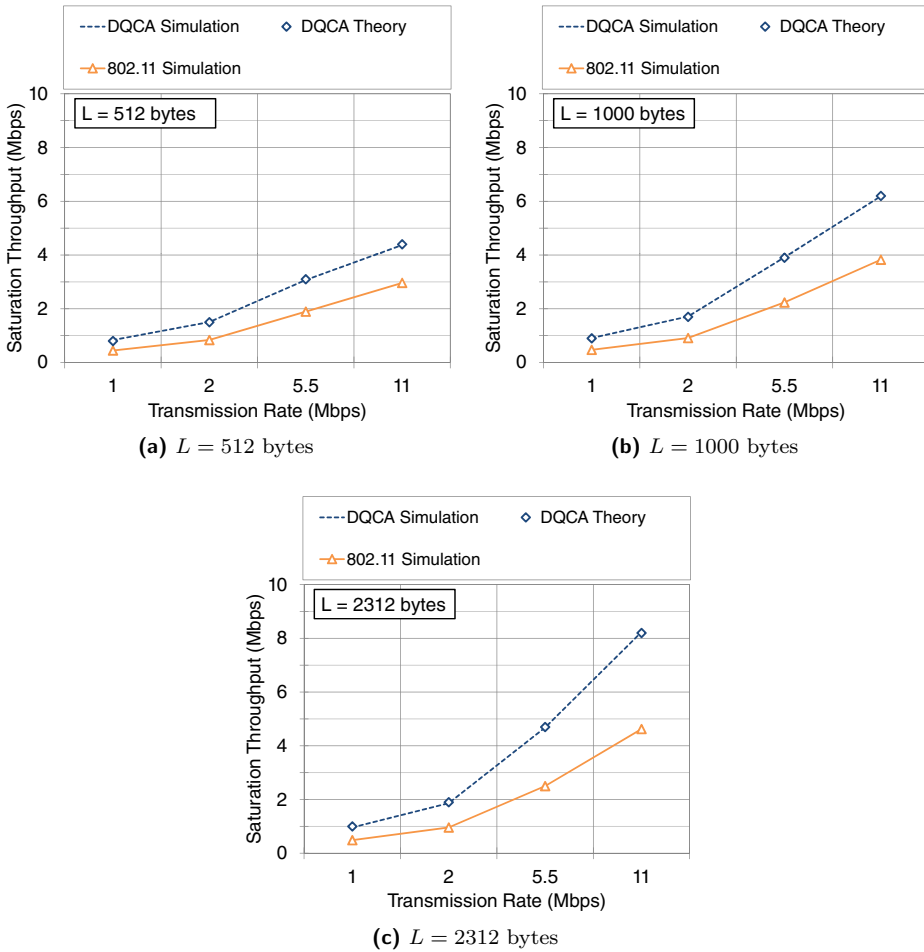 DQCA Simulation DQCA Theory
802.11 Simulation
L = 512 bytes
Saturation Throughput (Mbps)
10
8
6
4
2
0
1 2 5.5 11
Transmission Rate (Mbps)
(a) L = 512 bytes
DQCA Simulation DQCA Theory
802.11 Simulation
L = 1000 bytes
Saturation Throughput (Mbps)
10
8
6
4
2
0
1 2 5.5 11
Transmission Rate (Mbps)
(b) L = 1000 bytes
DQCA Simulation DQCA Theory
802.11 Simulation
L = 2312 bytes
Saturation Throughput (Mbps)
10
8
6
4
2
0
1 2 5.5 11
Transmission Rate (Mbps)
(c) L = 2312 bytes